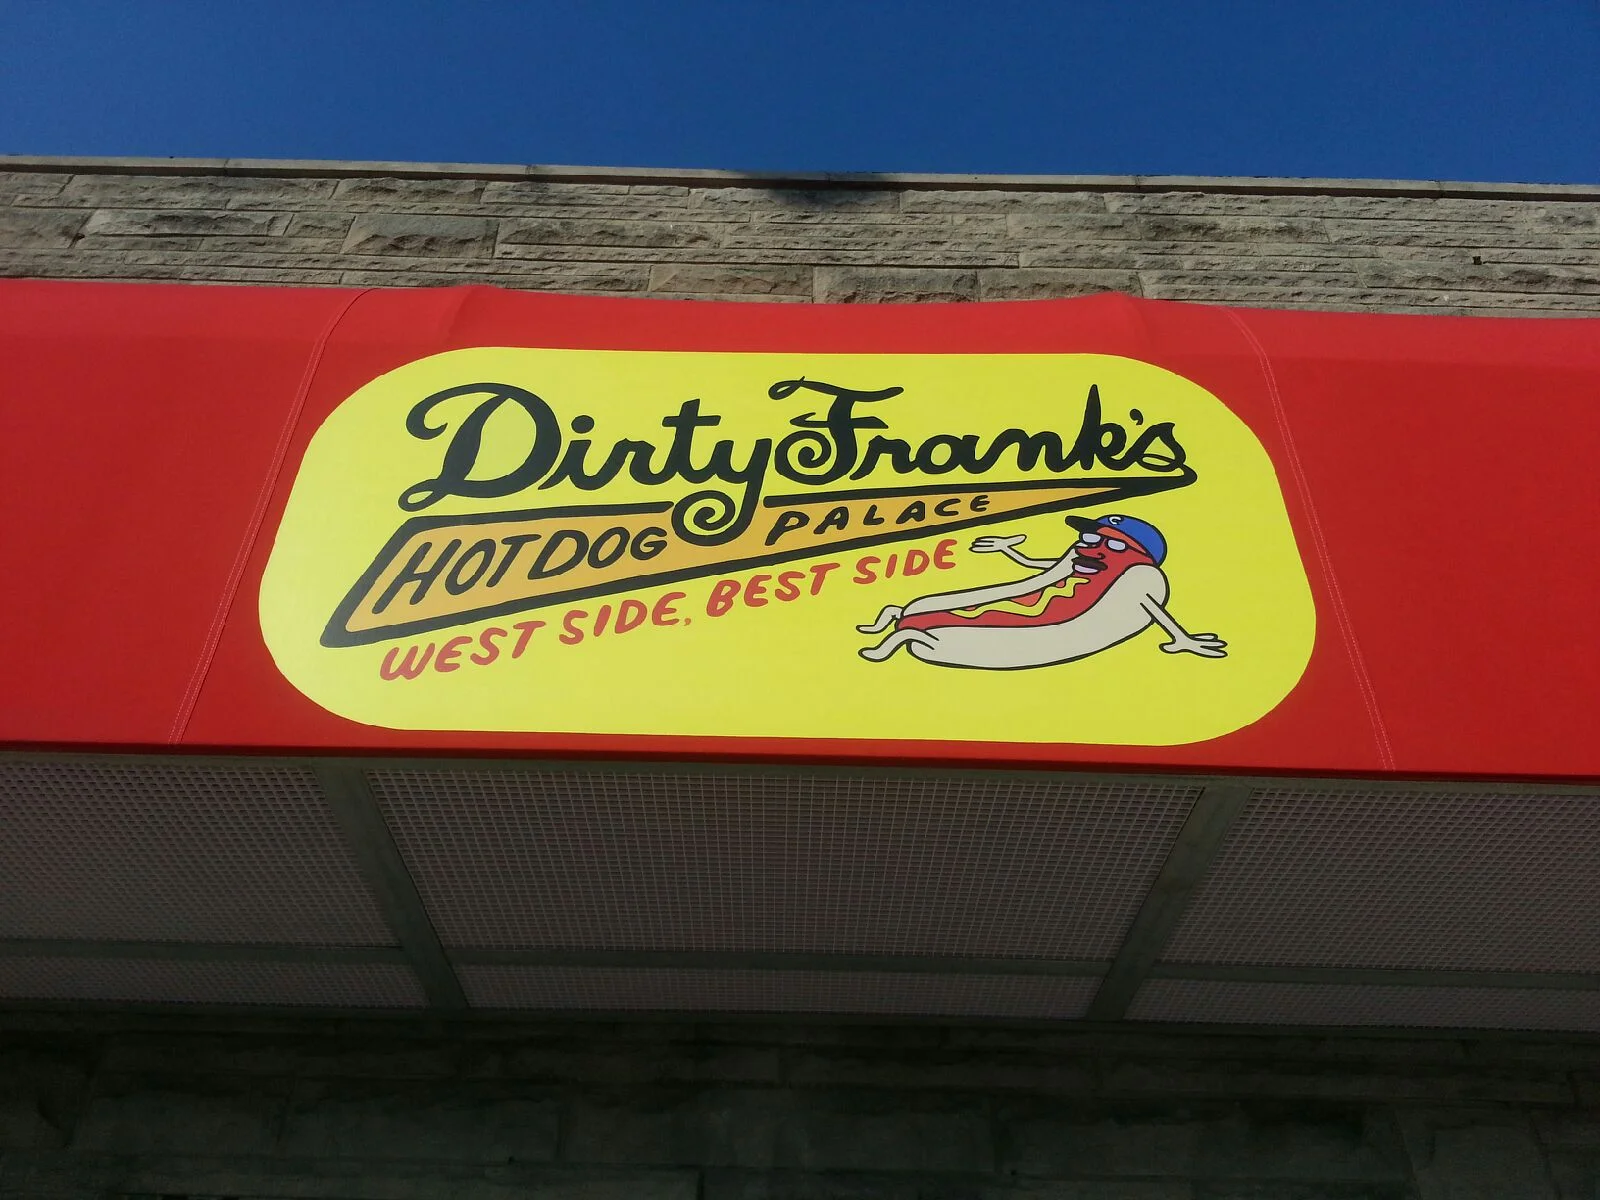 Dirty Frank's
HOT DOG PALACE
WEST SIDE, BEST SIDE
C